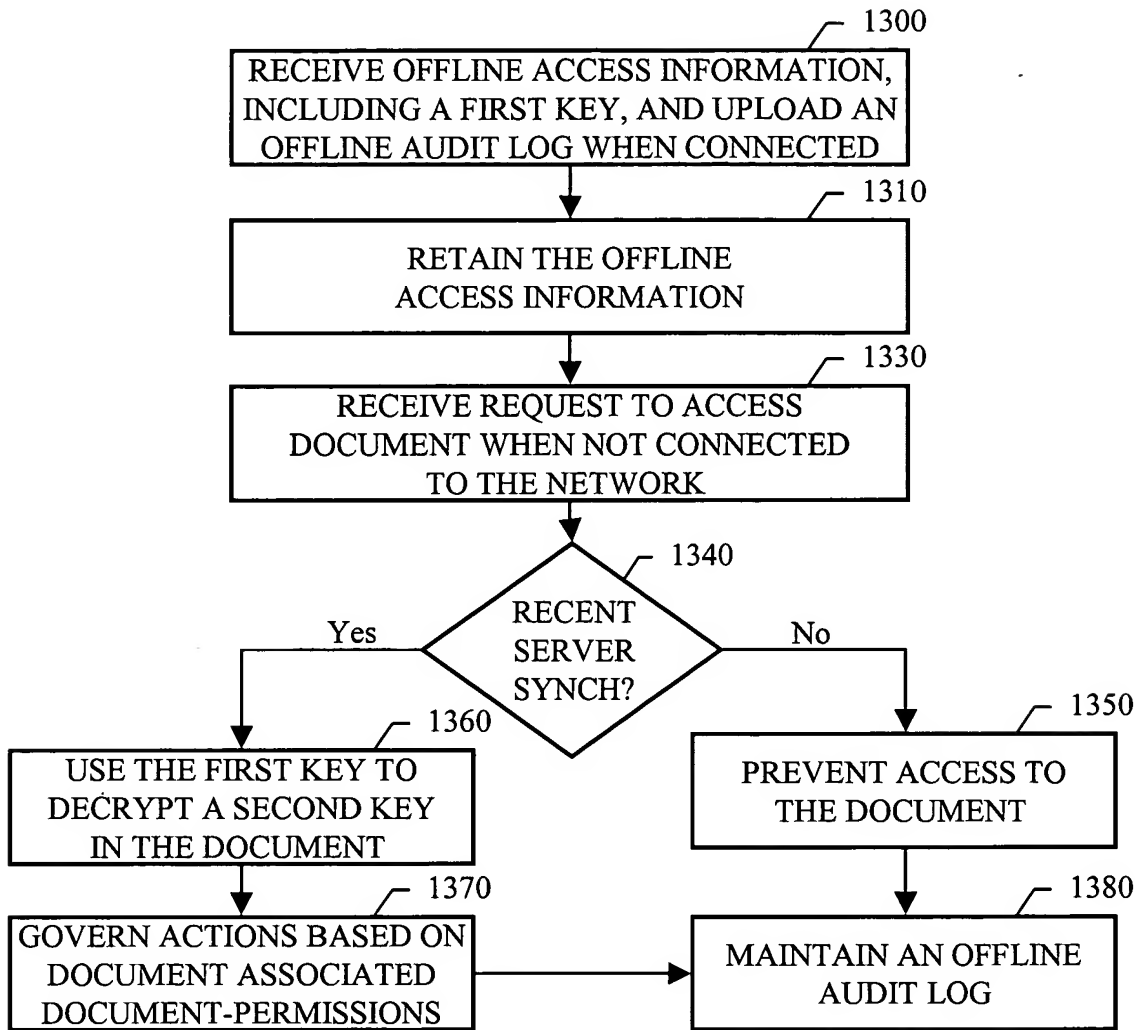 1300
RECEIVE OFFLINE ACCESS INFORMATION,
INCLUDING A FIRST KEY, AND UPLOAD AN
OFFLINE AUDIT LOG WHEN CONNECTED
1310
RETAIN THE OFFLINE
ACCESS INFORMATION
1330
RECEIVE REQUEST TO ACCESS
DOCUMENT WHEN NOT CONNECTED
TO THE NETWORK
1340
RECENT
SERVER
SYNCH?
Yes
No
1360
USE THE FIRST KEY TO
DECRYPT A SECOND KEY
IN THE DOCUMENT
1350
PREVENT ACCESS TO
THE DOCUMENT
1370
GOVERN ACTIONS BASED ON
DOCUMENT ASSOCIATED
DOCUMENT-PERMISSIONS
1380
MAINTAIN AN OFFLINE
AUDIT LOG